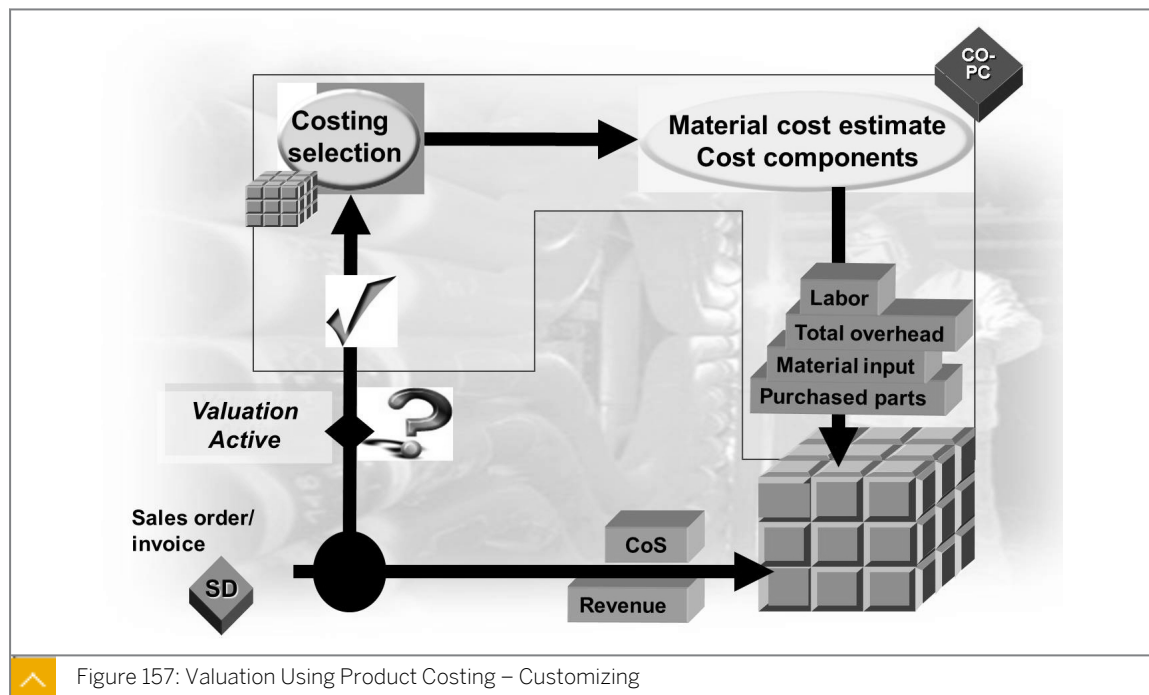 CO-
PC
Costing
selection
Material cost estimate
Cost components
Labor
Total overhead
Material input
Purchased parts
Valuation
Active
Sales order/
invoice
SD
CoS
Revenue
Figure 157: Valuation Using Product Costing – Customizing